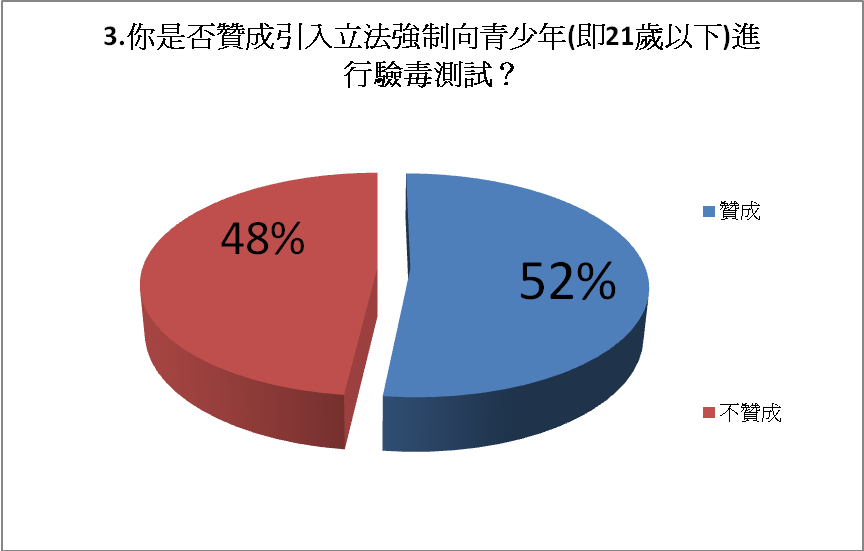 3.你是否贊成引入立法強制向青少年(即21歲以下)進
行驗毒測試？
48%
52%
贊成
不贊成